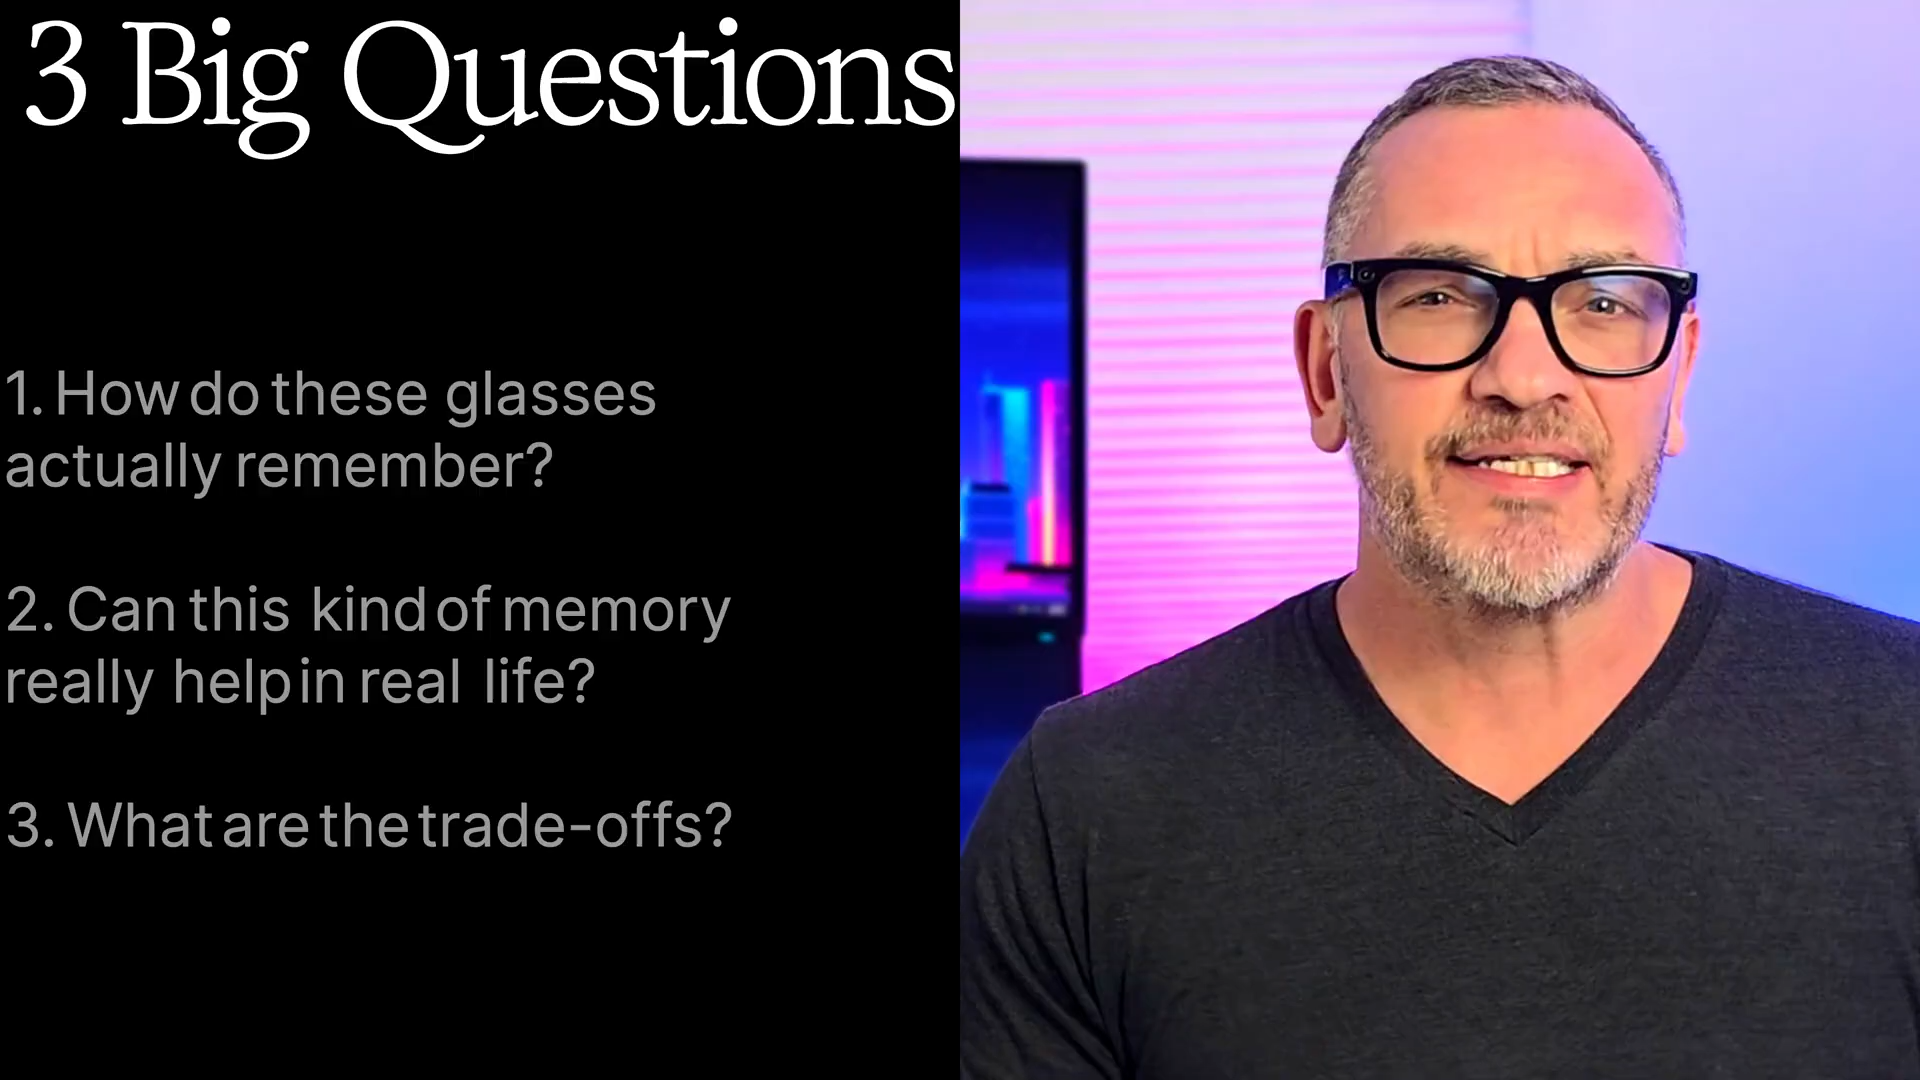 3 Big Questions
1. How do these glasses
actually remember?
2. Can this kind of memory
really help in real life?
3. What are the trade-offs?